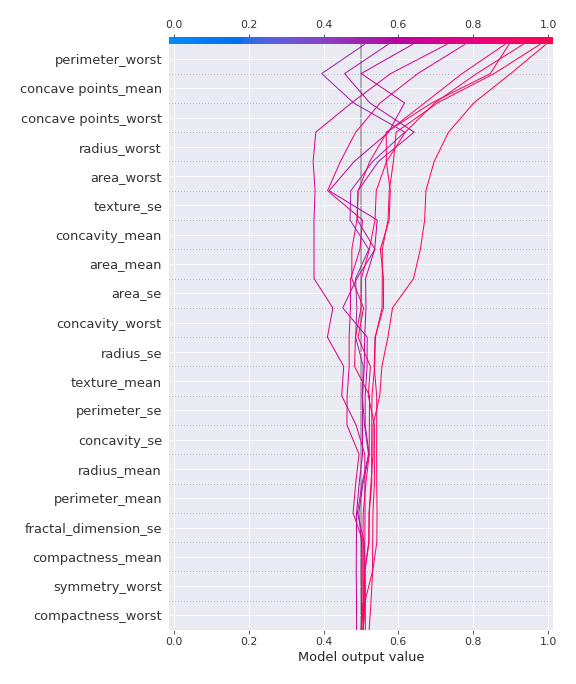 0.0 0.2 0.4 0.6 0.8 1.0
perimeter_worst
concave points_mean
concave points_worst
radius_worst
area_worst
texture_se
concavity_mean
area_mean
area_se
concavity_worst
radius_se
texture_mean
perimeter_se
concavity_se
radius_mean
perimeter_mean
fractal_dimension_se
compactness_mean
symmetry_worst
compactness_worst
0.0 0.2 0.4 0.6 0.8 1.0
Model output value